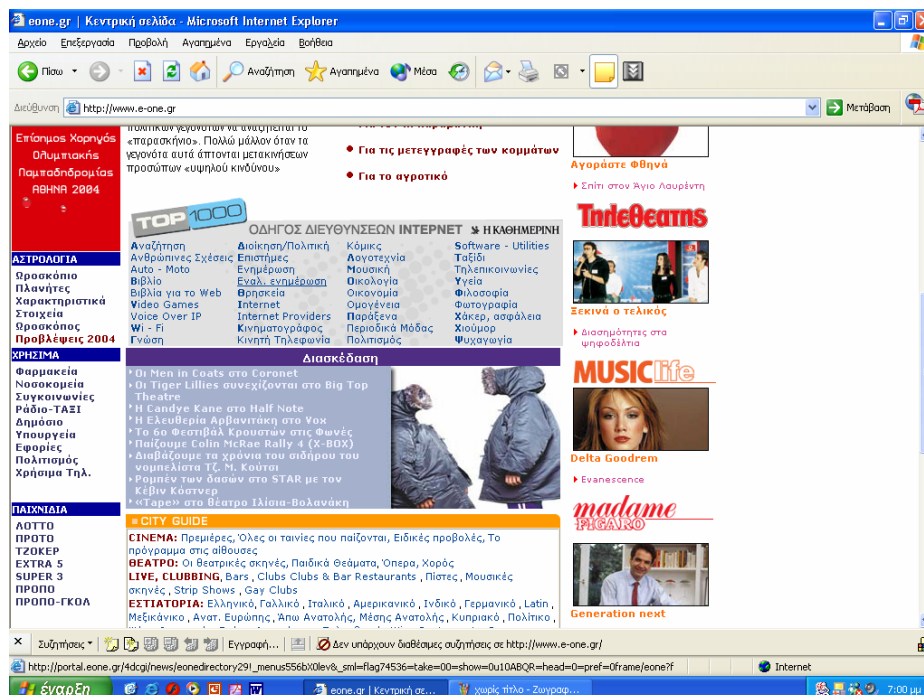 eone.gr | Κεντρική σελίδα - Microsoft Internet Explorer
Αρχείο Επεξεργασία Προβολή Αγαπημένα Εργαλεία Βοήθεια
Πίσω Αναζήτηση Αγαπημένα Μέσα
Διεύθυνση http://www.e-one.gr Μετάβαση
Επίσημος Χορηγός
Ολυμπιακής
Λαμπαδηδρομίας
ΑΘΗΝΑ 2004
ΑΣΤΡΟΛΟΓΙΑ
Ωροσκόπιο
Πλανήτες
Χαρακτηριστικά
Στοιχεία
Ωροσκόπος
Προβλέψεις 2004
ΧΡΗΣΙΜΑ
Φαρμακεία
Νοσοκομεία
Συγκοινωνίες
Ράδιο-ΤΑΞΙ
Δημόσιο
Υπουργεία
Εφορίες
Πολιτισμός
Χρήσιμα Τηλ.
ΠΑΙΧΝΙΔΙΑ
ΛΟΤΤΟ
ΠΡΟΤΟ
ΤΖΟΚΕΡ
EXTRA 5
SUPER 3
ΠΡΟΠΟ
ΠΡΟΠΟ-ΓΚΟΛ
πολιτικών γεγονότων να αναζητείται το
«παρασκήνιο». Πολλώ μάλλον όταν τα
γεγονότα αυτά άπτονται μετακινήσεων
προσώπων «υψηλού κινδύνου»
Για τις μετεγγραφές των κομμάτων
Για το αγροτικό
TOP 1000
ΟΔΗΓΟΣ ΔΙΕΥΘΥΝΣΕΩΝ INTERNET Η ΚΑΘΗΜΕΡΙΝΗ
Αναζήτηση Διοίκηση/Πολιτική Κόμικς Software - Utilities
Ανθρώπινες Σχέσεις Επιστήμες Λογοτεχνία Ταξίδι
Auto - Moto Ενημέρωση Μουσική Τηλεπικοινωνίες
Βιβλίο Εναλ. ενημέρωση Οικολογία Υγεία
Βιβλία για το Web Θρησκεία Οικονομία Φιλοσοφία
Video Games Internet Ομογένεια Φωτογραφία
Voice Over IP Internet Providers Παράξενα Χάκερ, ασφάλεια
Wi - Fi Κινηματογράφος Περιοδικά Μόδας Χιούμορ
Γνώση Κινητή Τηλεφωνία Πολιτισμός Ψυχαγωγία
Διασκέδαση
Οι Men in Coats στο Coronet
Οι Tiger Lillies συνεχίζονται στο Big Top
Theatre
Η Candye Kane στο Half Note
Η Ελευθερία Αρβανιτάκη στο Vox
Το 6ο Φεστιβάλ Κρουστών στις Φωνές
Παίζουμε Colin McRae Rally 4 (X-BOX)
Διαβάζουμε τα χρόνια του σιδήρου του
νομπελίστα Τζ. Μ. Κούτσι
Ρομπέν των δασών στο STAR με τον
Κέβιν Κόστνερ
«Tape» στο θέατρο Ιλίσια-Βολανάκη
CITY GUIDE
CINEMA: Πρεμιέρες, Όλες οι ταινίες που παίζονται, Ειδικές προβολές, Το
πρόγραμμα στις αίθουσες
ΘΕΑΤΡΟ: Οι θεατρικές σκηνές, Παιδικά Θεάματα, Όπερα, Χορός
LIVE, CLUBBING, Bars , Clubs Clubs & Bar Restaurants , Πίστες , Μουσικές
σκηνές , Strip Shows , Gay Clubs
ΕΣΤΙΑΤΟΡΙΑ: Ελληνικό, Γαλλικό , Ιταλικό , Αμερικανικό , Ινδικό , Γερμανικό , Latin ,
Μεξικάνικο , Ανατ. Ευρώπης, Άπω Ανατολής, Μέσης Ανατολής , Κυπριακό , Πολίτικο ,
Αγοράστε Φθηνά
Σπίτι στον Άγιο Λαυρέντη
Τηλεθεατης
Ξεκινά ο τελικός
Διασημότητες στα
ψηφοδέλτια
MUSIC life
Delta Goodrem
Evanescence
madame
FIGARO
Generation next
Συζητήσεις Εγγραφή... Δεν υπάρχουν διαθέσιμες συζητήσεις σε http://www.e-one.gr/
http://portal.eone.gr/4dcgi/news/eonedirectory29!_menus556bX0lev&_sml=flag74536=take=00=show=0u10ABQR=head=0=pref=0frame/eone?f Internet
έναρξη eone.gr | Κεντρική σε... χωρίς τίτλο - Ζωγραφ... 7:00 μμ